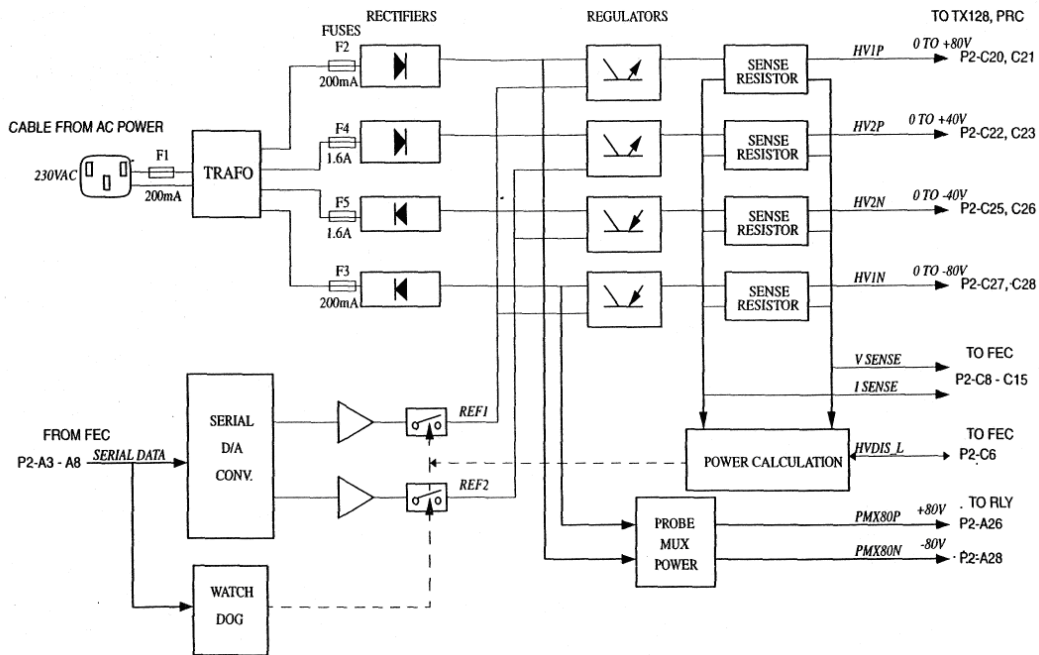 RECTIFIERS
REGULATORS
TO TX128, PRC
FUSES
F2
200mA
SENSE
RESISTOR
HV1P
0 TO +80V
P2-C20, C21
CABLE FROM AC POWER
230VAC
F1
200mA
TRAFO
F4
1.6A
SENSE
RESISTOR
HV2P
0 TO +40V
P2-C22, C23
F5
1.6A
SENSE
RESISTOR
HV2N
0 TO -40V
P2-C25, C26
F3
200mA
SENSE
RESISTOR
HV1N
0 TO -80V
P2-C27, C28
V SENSE
I SENSE
TO FEC
P2-C8 - C15
FROM FEC
P2-A3 - A8
SERIAL DATA
SERIAL
D/A
CONV.
REF1
REF2
POWER CALCULATION
HVDIS_L
TO FEC
P2-C6
PROBE
MUX
POWER
PMX80P
+80V
TO RLY
P2-A26
PMX80N
-80V
P2-A28
WATCH
DOG